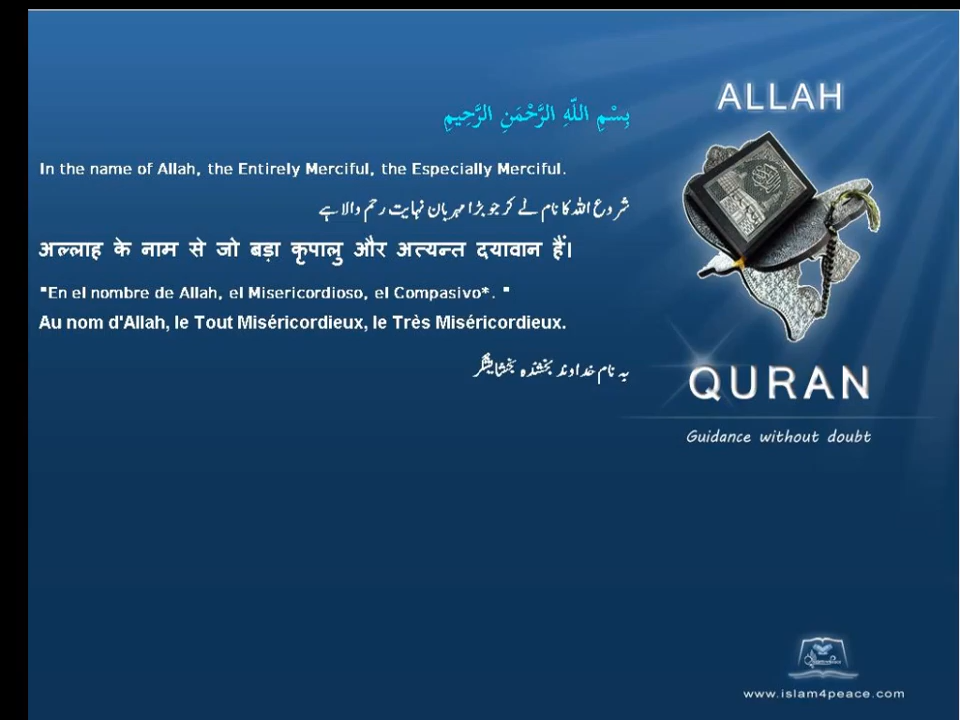 بِسْمِ اللّهِ الرَّحْمَنِ الرَّحِيمِ
In the name of Allah, the Entirely Merciful, the Especially Merciful.
شروع الله کا نام لے کر جو بڑا مہربان نہایت رحم والا ہے
अल्लाह के नाम से जो बड़ा कृपालु और अत्यन्त दयावान हैं।
"En el nombre de Allah, el Misericordioso, el Compasivo*. "
Au nom d'Allah, le Tout Miséricordieux, le Très Miséricordieux.
به نام خداوند بخشنده بخشایشگر
ALLAH
QURAN
Guidance without doubt
www.islam4peace.com